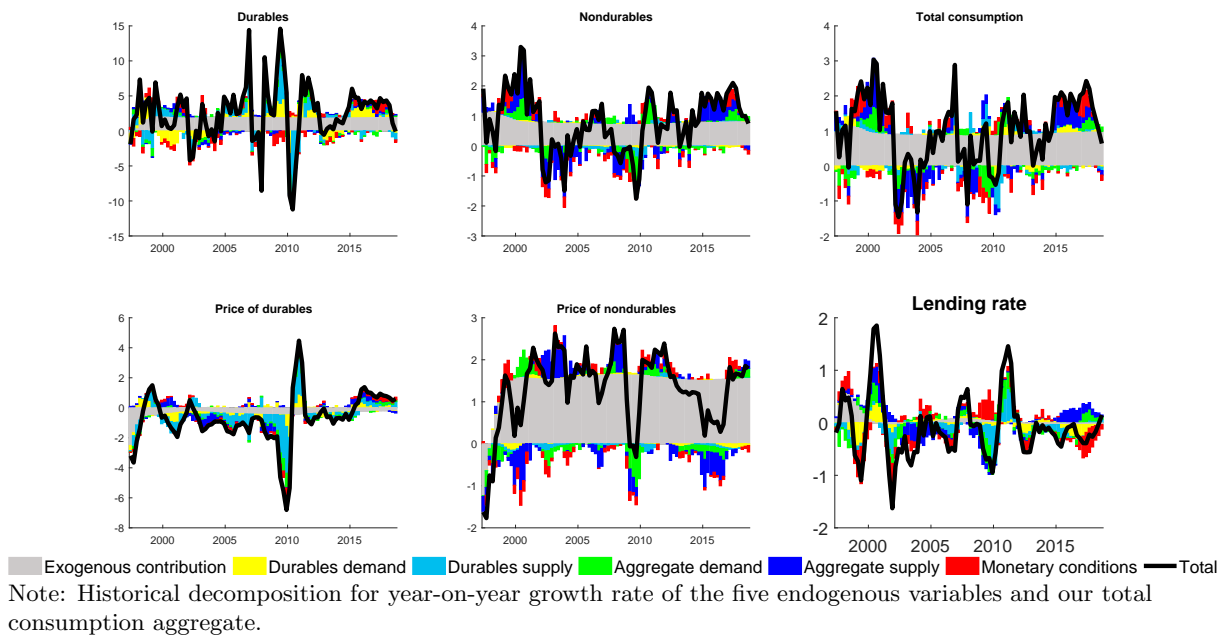 Durables
15
10
5
0
-5
-10
-15
2000 2005 2010 2015
Nondurables
4
3
2
1
0
-1
-2
-3
2000 2005 2010 2015
Total consumption
4
3
2
1
0
-1
-2
2000 2005 2010 2015
Price of durables
6
4
2
0
-2
-4
-6
-8
2000 2005 2010 2015
Price of nondurables
3
2
1
0
-1
-2
2000 2005 2010 2015
Lending rate
2
1
0
-1
-2
2000 2005 2010 2015
Exogenous contribution Durables demand Durables supply Aggregate demand Aggregate supply Monetary conditions Total
Note: Historical decomposition for year-on-year growth rate of the five endogenous variables and our total
consumption aggregate.